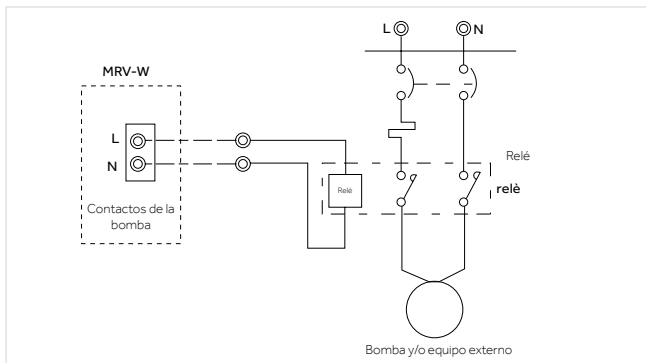 L
N
MRV-W
L
N
Contactos de la
bomba
Relé
Relé
relè
Bomba y/o equipo externo